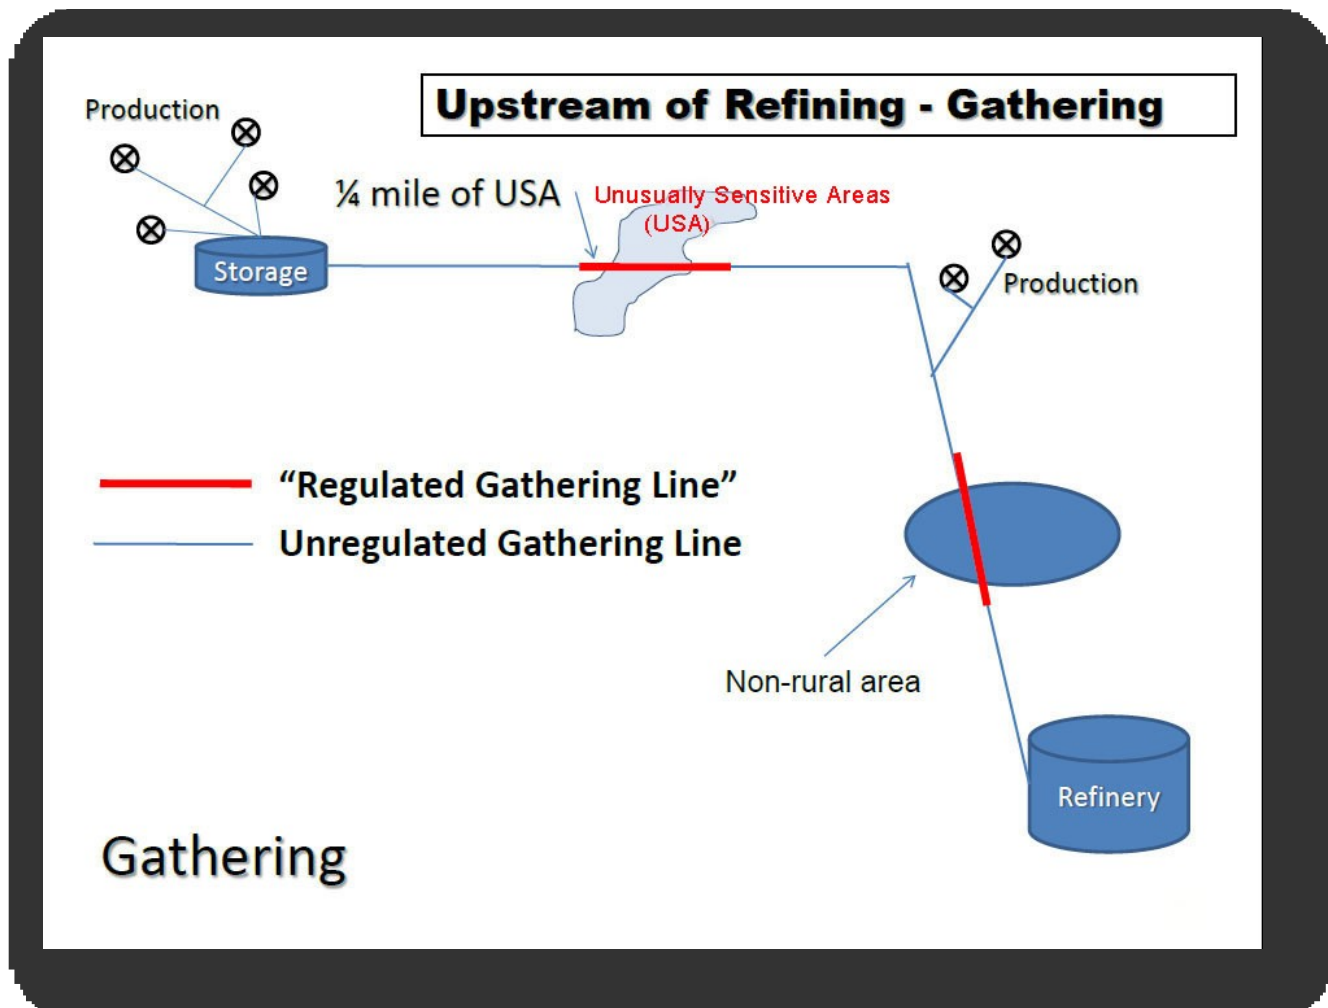 Upstream of Refining - Gathering
Production
¼ mile of USA
Unusually Sensitive Areas
(USA)
Storage
Production
“Regulated Gathering Line”
Unregulated Gathering Line
Non-rural area
Refinery
Gathering